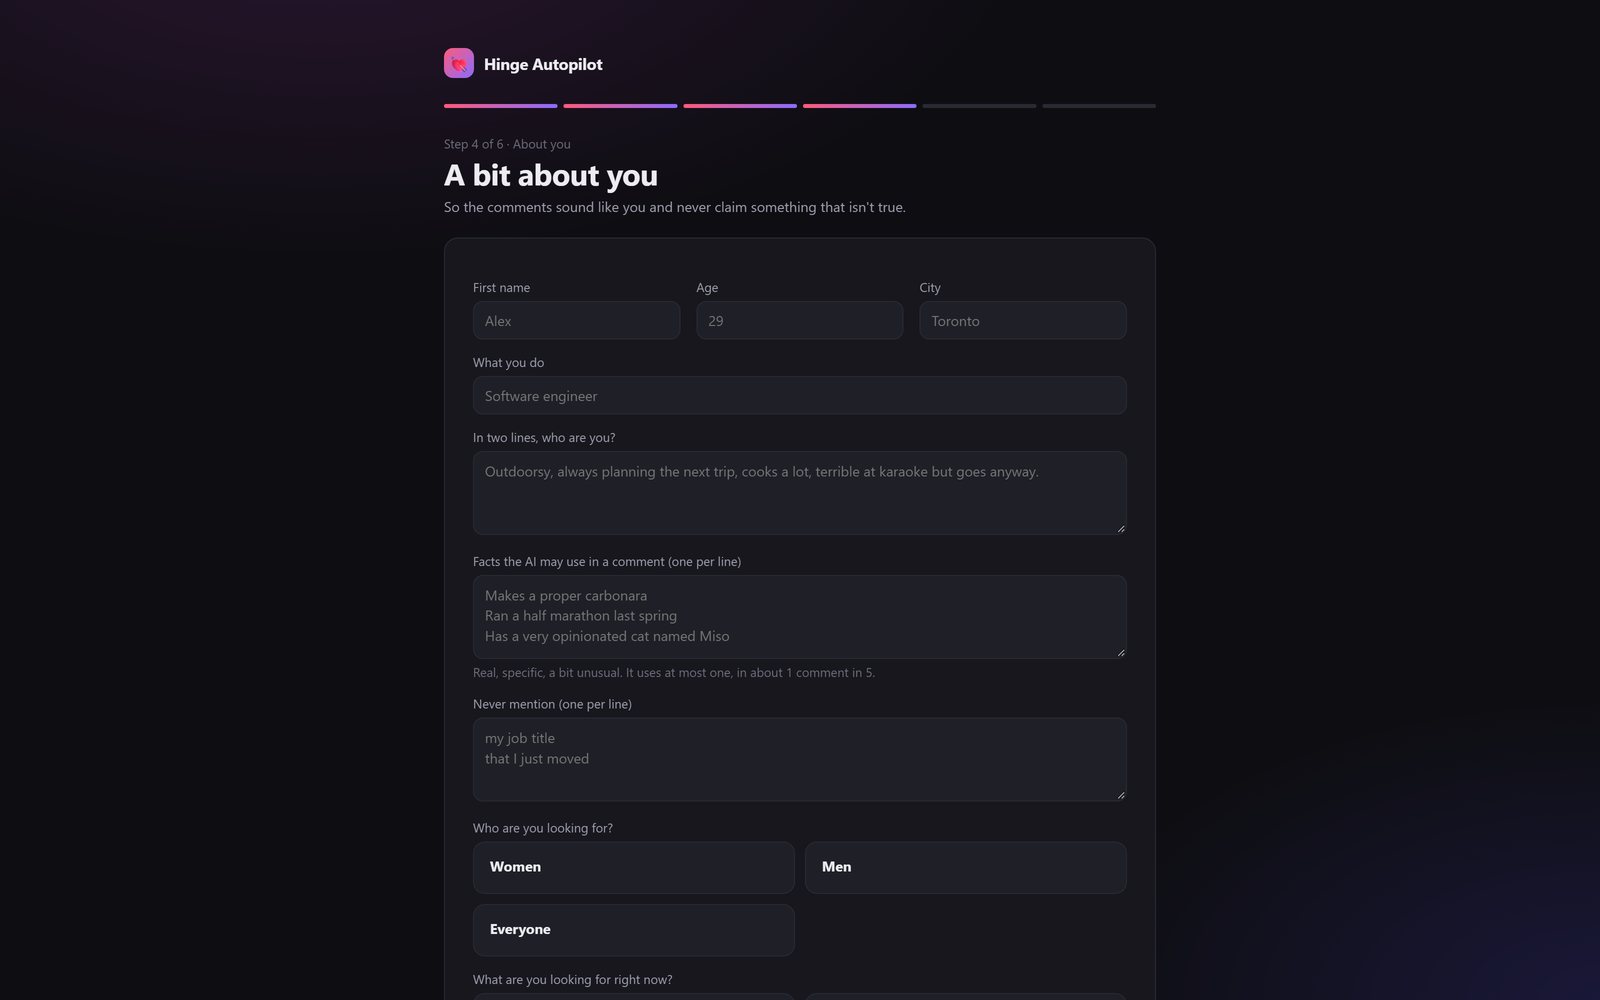 Hinge Autopilot
Step 4 of 6 · About you
A bit about you
So the comments sound like you and never claim something that isn't true.
First name
Age
City
Alex
29
Toronto
What you do
Software engineer
In two lines, who are you?
Outdoorsy, always planning the next trip, cooks a lot, terrible at karaoke but goes anyway.
Facts the AI may use in a comment (one per line)
Makes a proper carbonara
Ran a half marathon last spring
Has a very opinionated cat named Miso
Real, specific, a bit unusual. It uses at most one, in about 1 comment in 5.
Never mention (one per line)
my job title
that I just moved
Who are you looking for?
Women
Men
Everyone
What are you looking for right now?